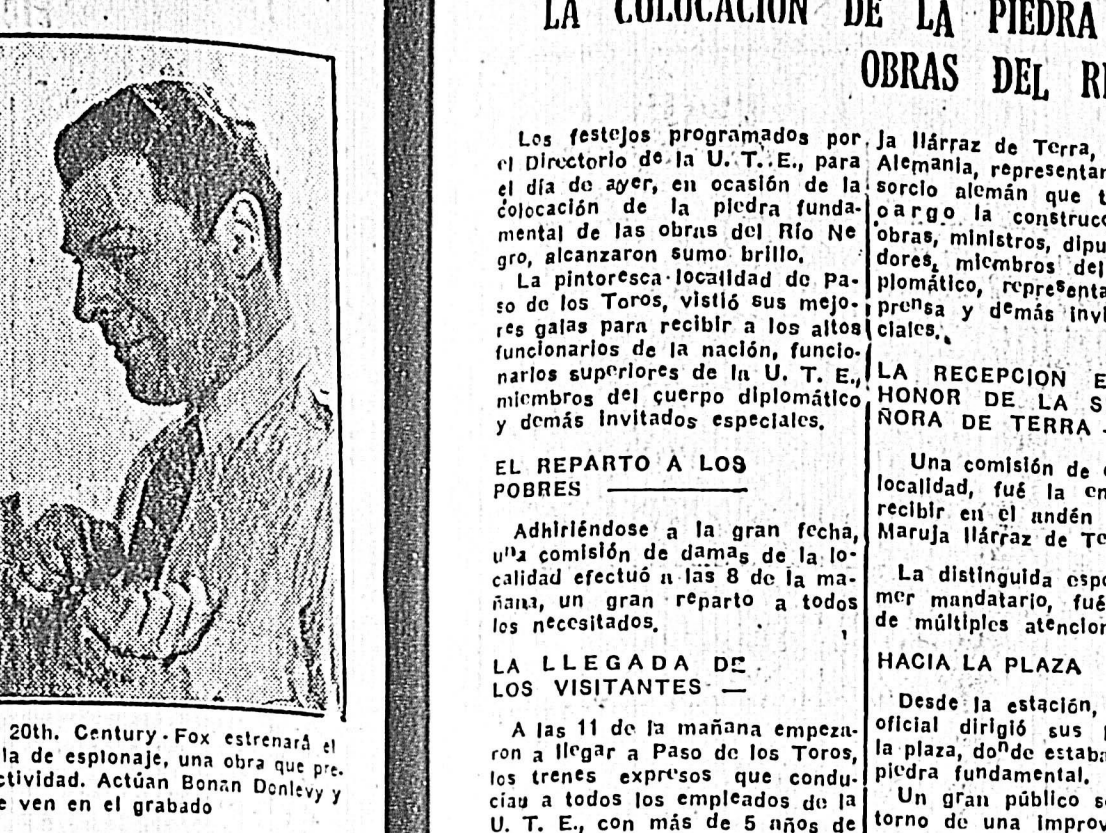 20th. Century-Fox estrenará el
la de espionaje, una obra que pre-
ctividad. Actúan Bonan Donlevy y
e ven en el grabado
LA COLOCACION DE LA PIEDRA
OBRAS DEL
Los festejos programados por
el Directorio de la U. T. E., para
el día de ayer, en ocasión de la
colocación de la piedra funda-
mental de las obras del Río Ne
gro, alcanzaron sumo brillo.
La pintoresca localidad de Pa-
so de los Toros, vistió sus mejo-
res galas para recibir a los altos
funcionarios de la nación, funcio-
narios superiores de la U. T. E.,
miembros del cuerpo diplomático
y demás invitados especiales.
EL REPARTO A LOS
POBRES
Adhiriéndose a la gran fecha,
una comisión de damas de la lo-
calidad efectuó a las 8 de la ma-
ñana, un gran reparto a todos
los necesitados.
LA LLEGADA DE
LOS VISITANTES —
A las 11 de la mañana empeza-
ron a llegar a Paso de los Toros,
los trenes expresos que condu-
cian a todos los empleados de la
U. T. E., con más de 5 años de
ja Ilárraz de Terra,
Alemania, representan
sorcio alemán que t
cargo la construcc
obras, ministros, dipu
dores, miembros del
plomático, representa
prensa y demás invi
ciales.
LA RECEPCION E
HONOR DE LA S
ÑORA DE TERRA
Una comisión de
localidad, fué la en
recibir en el andén
Maruja Ilárraz de Te
La distinguida espo
mer mandatario, fué
de múltiples atencion
HACIA LA PLAZA
Desde la estación,
oficial dirigió sus
la plaza, donde estaba
piedra fundamental.
Un gran público s
torno de una improv